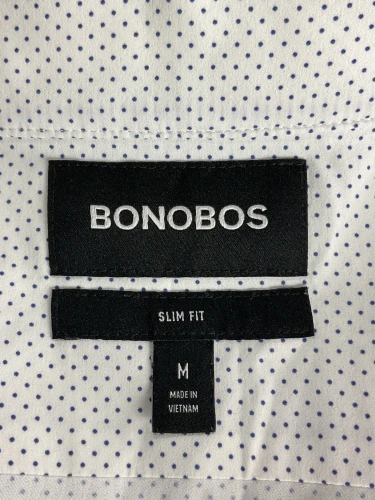 BONOBOS
SLIM FIT
M
MADE IN
VIETNAM